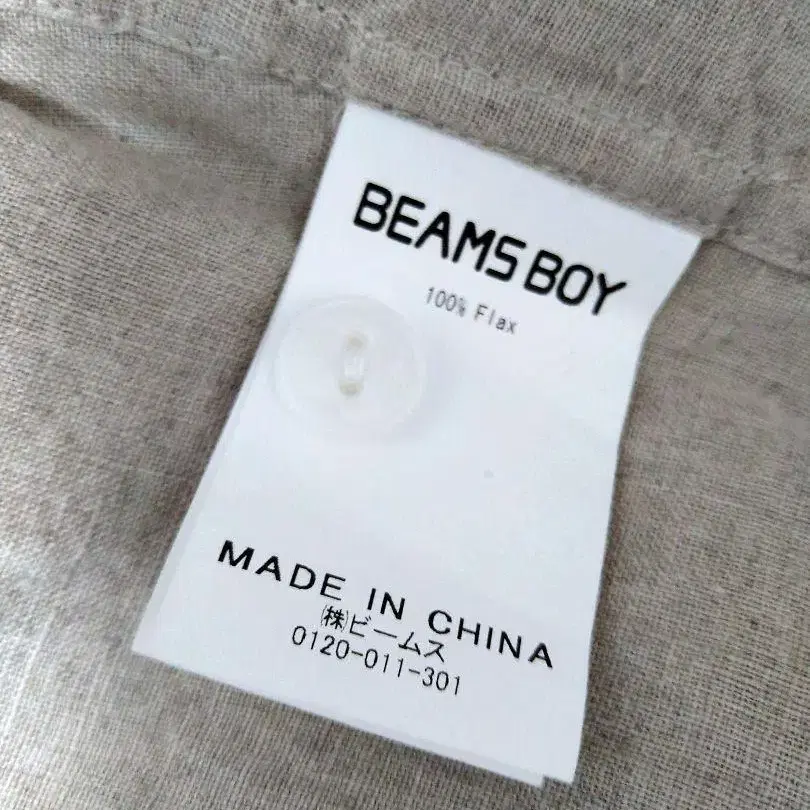 BEAMS BOY
100% Flax
MADE IN CHINA
㈱ビームス
0120-011-301